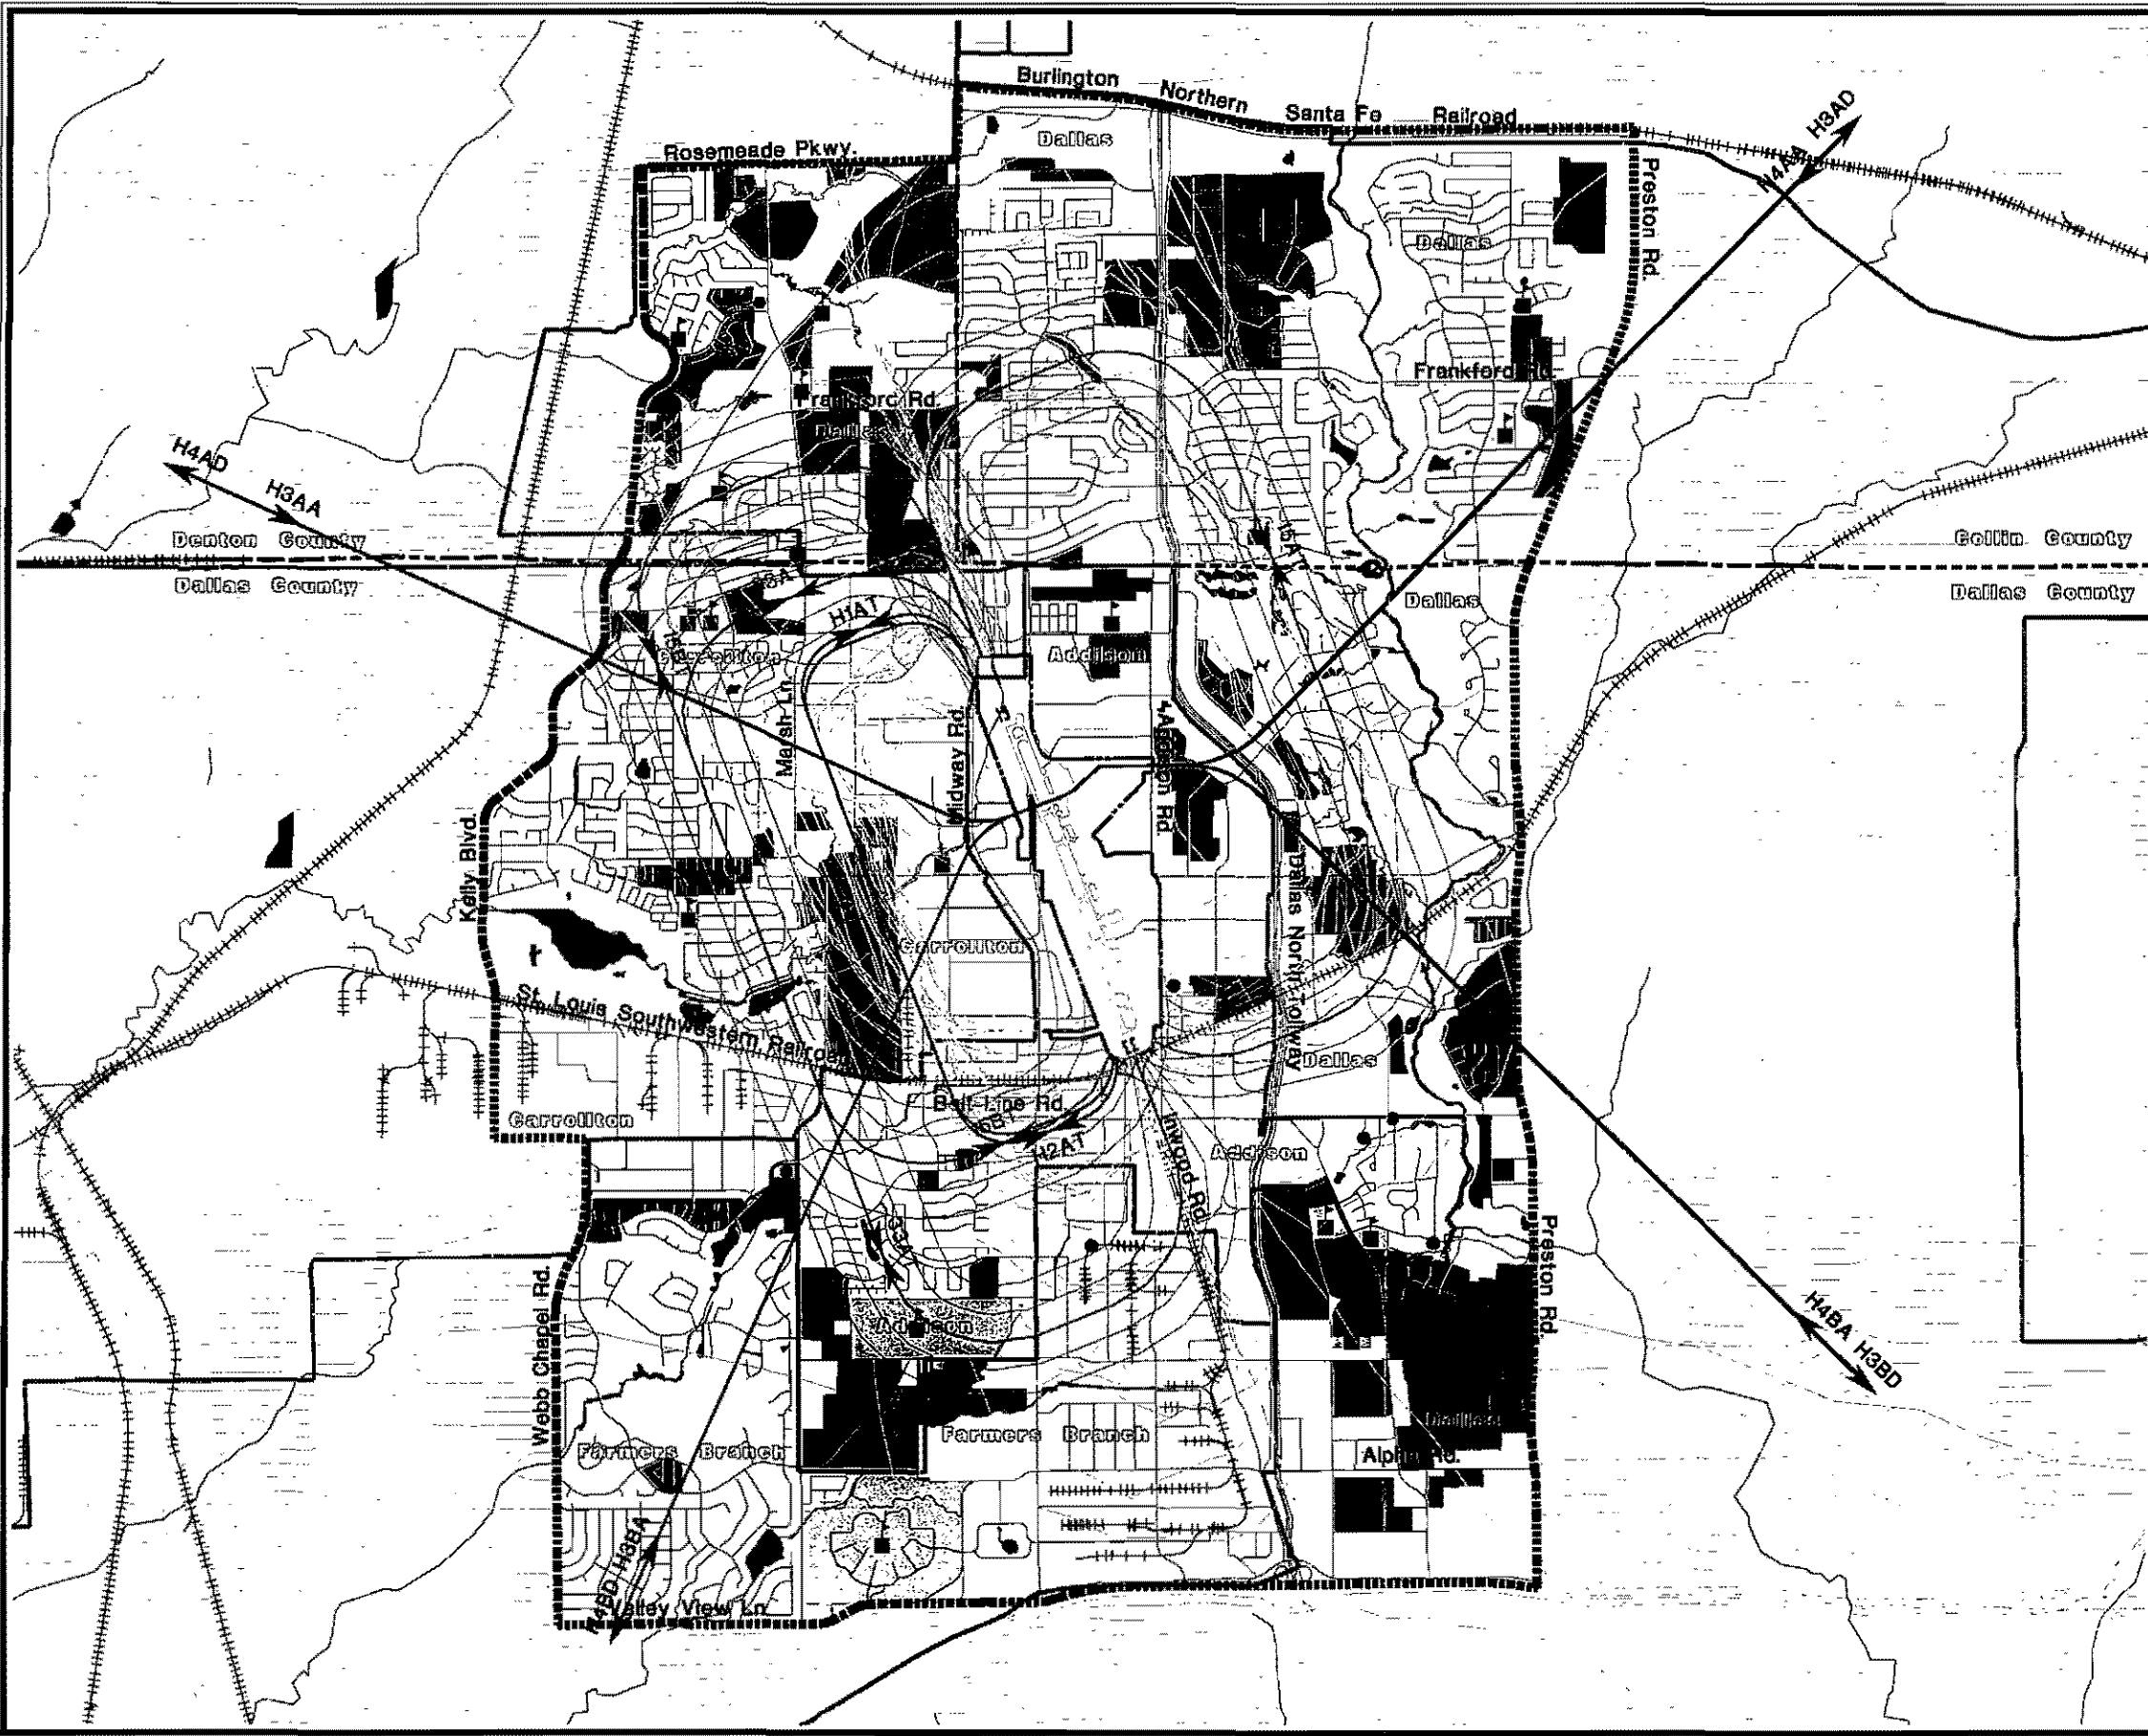 Burlington Northern Santa Fe Railroad
Dallas
Rosemeade Pkwy.
H3AD
H4AA
Preston Rd.
Dallas
Frankford Rd.
Frankford Rd.
Dallas
H4AD
H3AA
Denton County
Dallas County
Collin County
Dallas County
Dallas
H1AT
Carrollton
Addison
Marsh Ln.
Midway Rd.
Addison Rd.
Kelly Blvd.
Dallas North Tollway
Carrollton
St. Louis Southwestern Railroad
Dallas
Belt-Line Rd.
Carrollton
H2AT
Inwood Rd.
Addison
Preston Rd.
Webb Chapel Rd.
Addison
H4BA H3BD
Dallas
Farmers Branch
Farmers Branch
Alpha Rd.
H4BD H3BA
Valley View Ln.